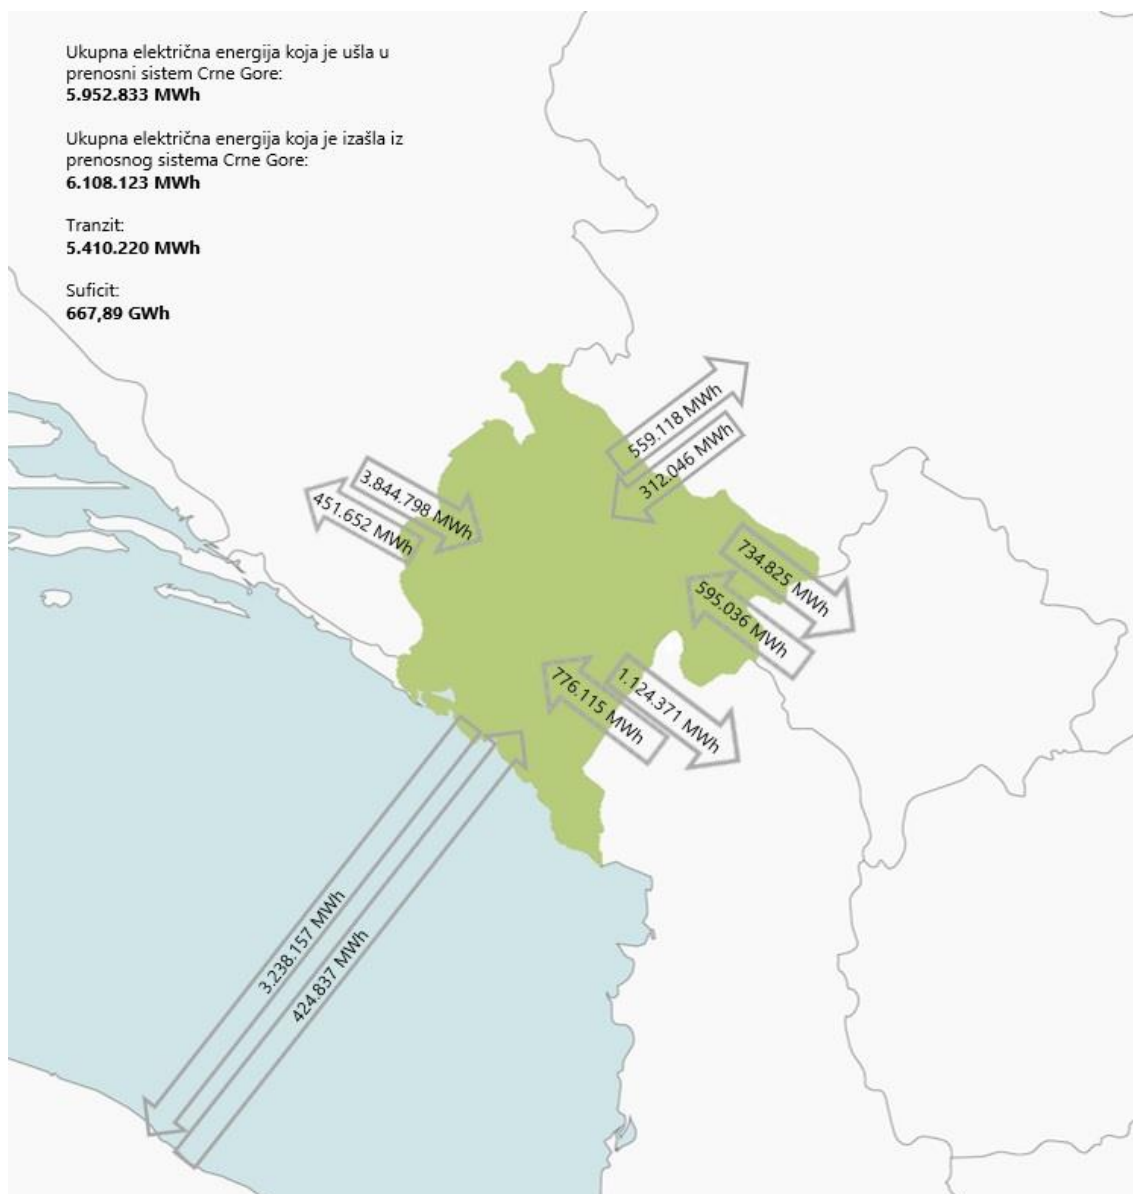 Ukupna električna energija koja je ušla u
prenosni sistem Crne Gore:
5.952.833 MWh
Ukupna električna energija koja je izašla iz
prenosnog sistema Crne Gore:
6.108.123 MWh
Tranzit:
5.410.220 MWh
Suficit:
667,89 GWh
559.118 MWh
312.046 MWh
3.844.798 MWh
451.652 MWh
734.825 MWh
595.036 MWh
1.124.371 MWh
776.115 MWh
3.238.157 MWh
424.837 MWh